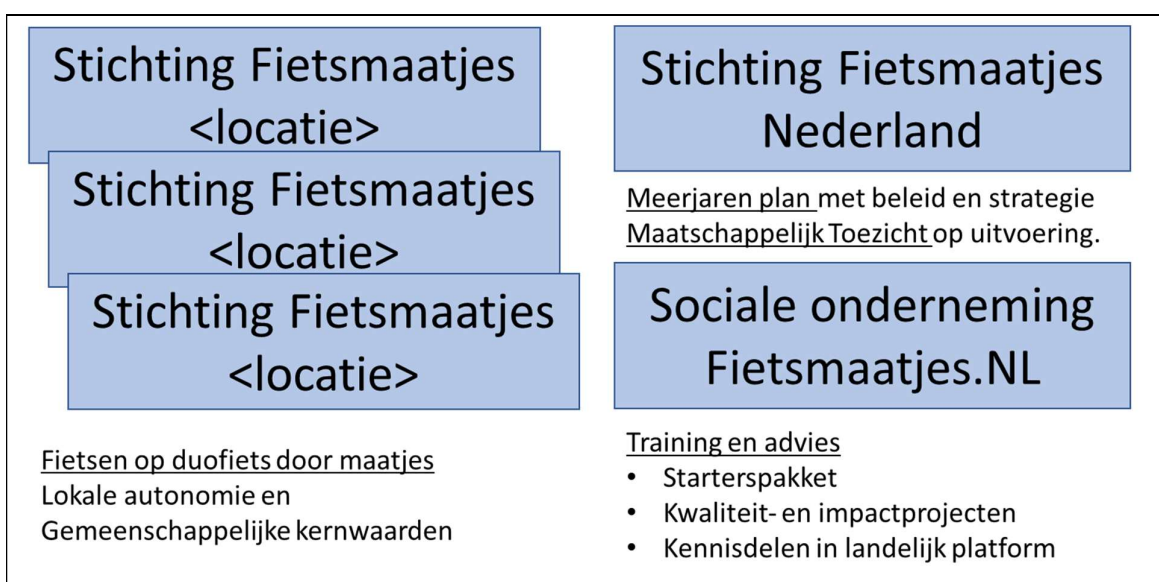 Stichting Fietsmaatjes
<locatie>
Stichting Fietsmaatjes
<locatie>
Stichting Fietsmaatjes
<locatie>
Fietsen op duofiets door maatjes
Lokale autonomie en
Gemeenschappelijke kernwaarden
Stichting Fietsmaatjes
Nederland
Meerjaren plan met beleid en strategie
Maatschappelijk Toezicht op uitvoering.
Sociale onderneming
Fietsmaatjes.NL
Training en advies
• Starterspakket
• Kwaliteit- en impactprojecten
• Kennisdelen in landelijk platform